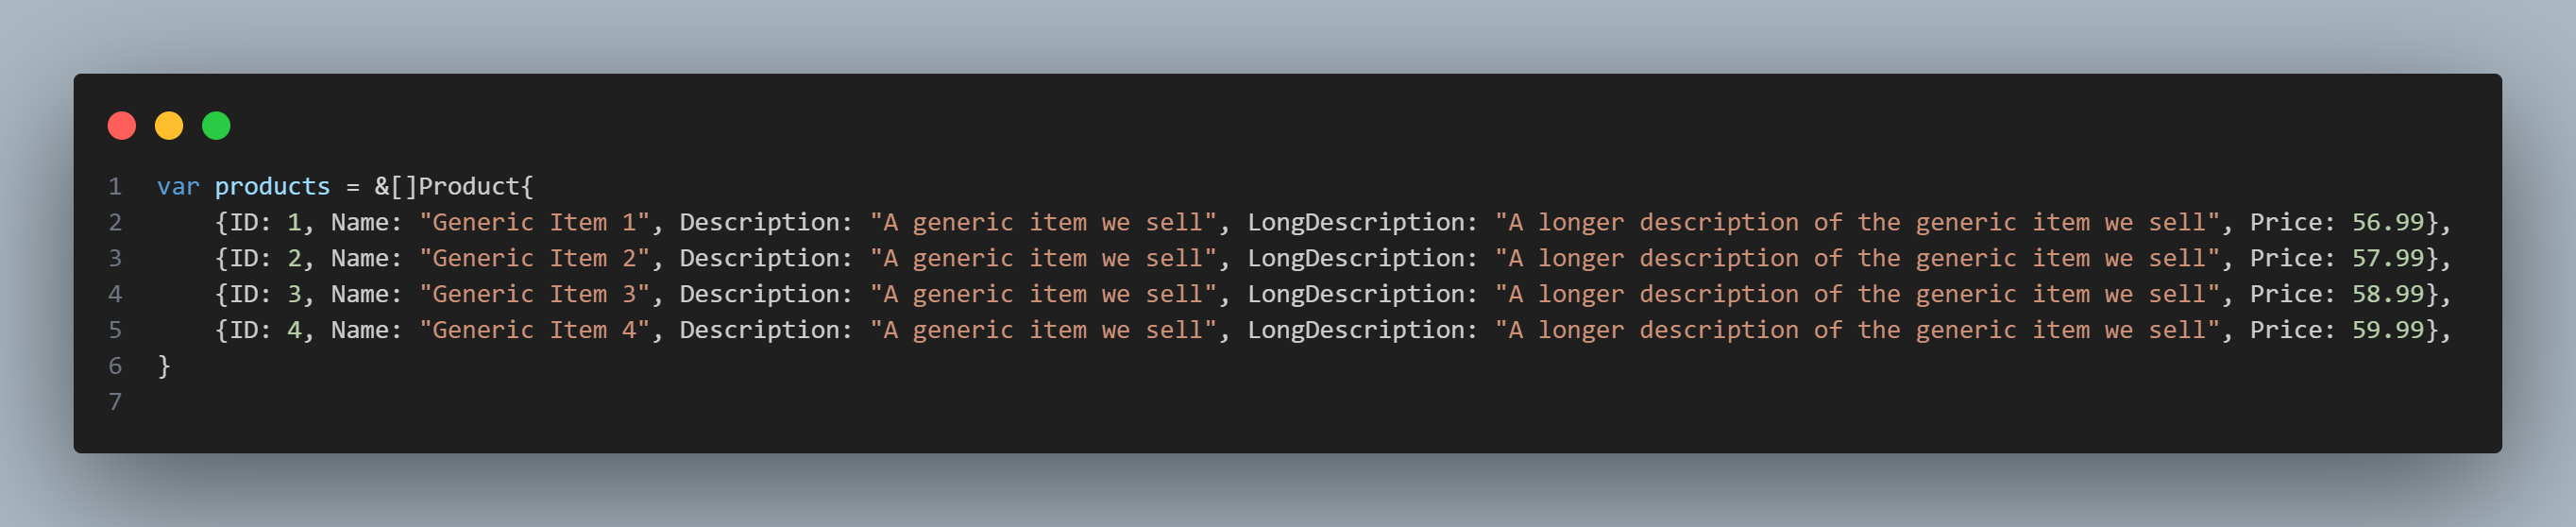 1 var products = &[]Product{
2     {ID: 1, Name: "Generic Item 1", Description: "A generic item we sell", LongDescription: "A longer description of the generic item we sell", Price: 56.99},
3     {ID: 2, Name: "Generic Item 2", Description: "A generic item we sell", LongDescription: "A longer description of the generic item we sell", Price: 57.99},
4     {ID: 3, Name: "Generic Item 3", Description: "A generic item we sell", LongDescription: "A longer description of the generic item we sell", Price: 58.99},
5     {ID: 4, Name: "Generic Item 4", Description: "A generic item we sell", LongDescription: "A longer description of the generic item we sell", Price: 59.99},
6 }
7